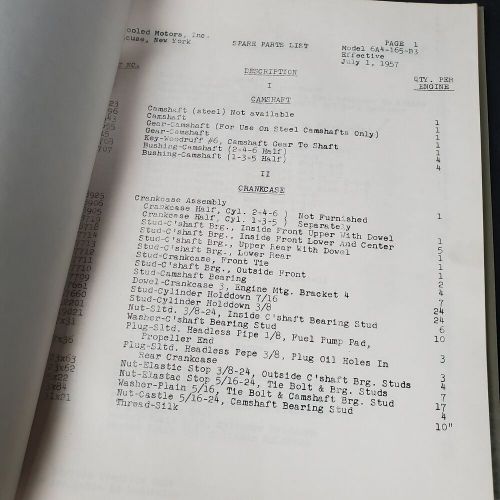 ooled Motors, Inc.
ouse, New York
SPARE PARTS LIST
PAGE 1
Model 6A4-165-B3
Effective
July 1, 1957
NO.
DESCRIPTION
QTY. PER
ENGINE
I
CAMSHAFT
Camshaft (steel) Not available 1
Camshaft 1
Gear-Camshaft (For Use On Steel Camshafts Only) 1
Gear-Camshaft 1
Key-Woodruff #6, Camshaft Gear To Shaft 1
Bushing-Camshaft (2-4-6 Half) 4
Bushing-Camshaft (1-3-5 Half) 4
II
CRANKCASE
Crankcase Assembly 1
Crankcase Half, Cyl. 2-4-6 ) Not Furnished
Crankcase Half, Cyl. 1-3-5 ) Separately
Stud-C'shaft Brg., Inside Front Upper With Dowel 1
Stud-C'shaft Brg., Inside Front Lower And Center 5
Stud-C'shaft Brg., Upper Rear With Dowel 1
Stud-C'shaft Brg., Lower Rear 1
Stud-Crankcase, Front Tie 1
Stud-C'shaft Brg., Outside Front 2
Stud-Camshaft Bearing 4
Dowel-Crankcase 3, Engine Mtg. Bracket 4 7
Stud-Cylinder Holddown 7/16 24
Stud-Cylinder Holddown 3/8 24
Nut-Sltd. 3/8-24, Inside C'shaft Bearing Stud 6
Washer-C'shaft Bearing Stud 10
Plug-Sltd. Headless Pipe 1/8, Fuel Pump Pad,
Propeller End 3
Plug-Sltd. Headless Pepe 3/8, Plug Oil Holes In
Rear Crankcase 3
Nut-Elastic Stop 3/8-24, Outside C'shaft Brg. Studs 4
Nut-Elastac Stop 5/16-24, Tie Bolt & Brg. Studs 7
Washer-Plain 5/16, Tie Bolt & Camshaft Brg. Stud 17
Nut-Castle 5/16-24, Camshaft Bearing Stud 4
Thread-Silk 10"